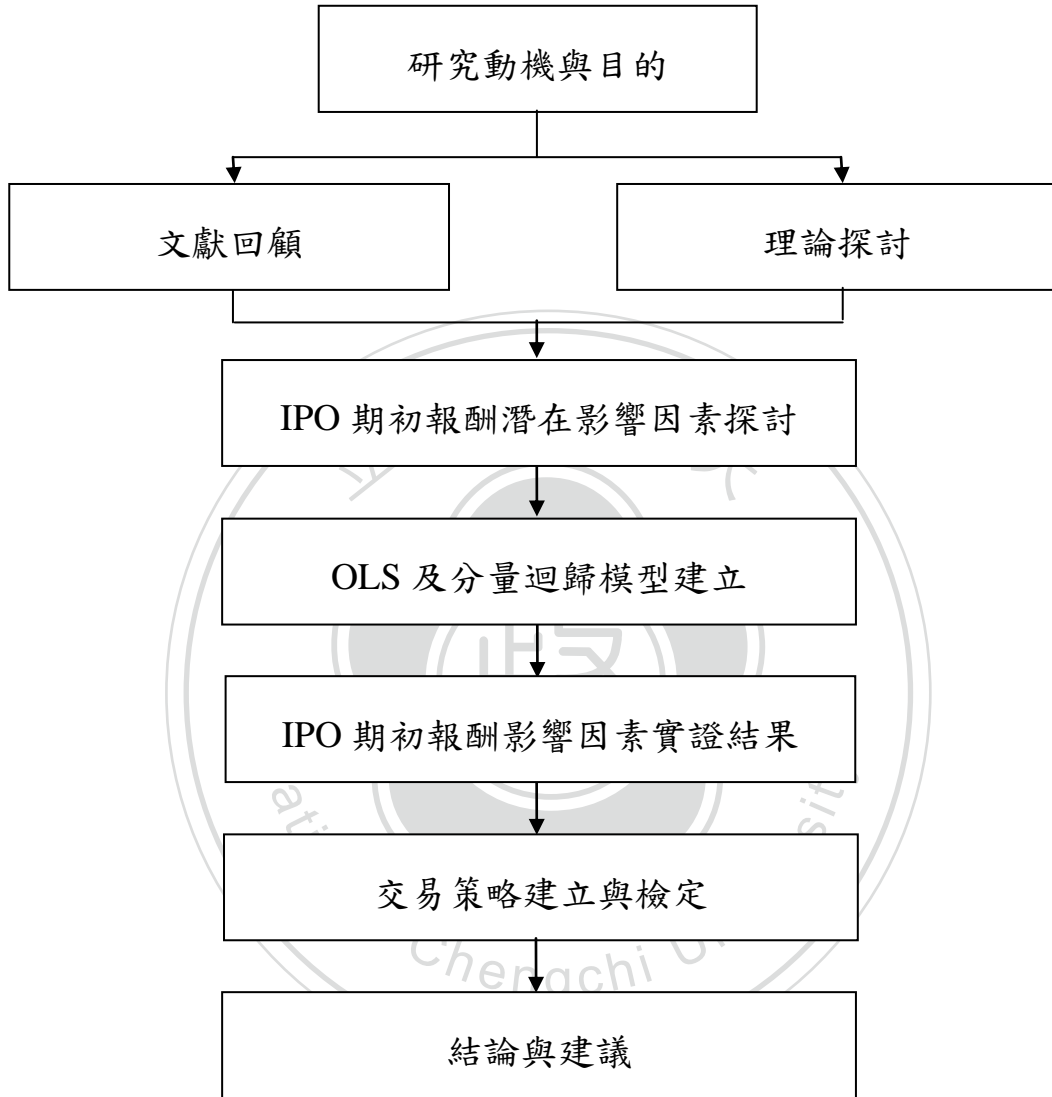 研究動機與目的
文獻回顧
理論探討
IPO 期初報酬潛在影響因素探討
OLS 及分量迴歸模型建立
IPO 期初報酬影響因素實證結果
交易策略建立與檢定
Chengchi U
結論與建議